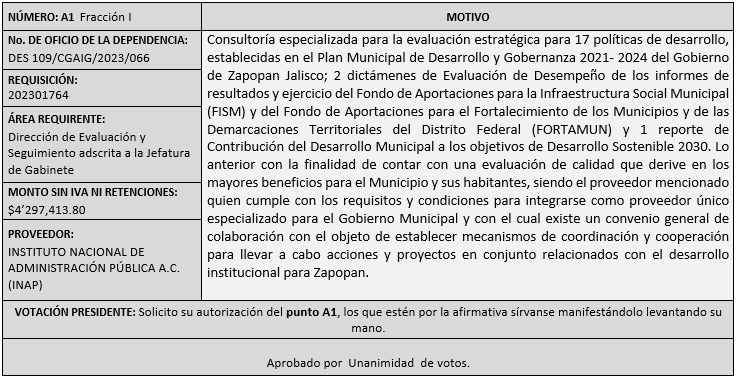 NÚMERO: A1 Fracción I
MOTIVO
No. DE OFICIO DE LA DEPENDENCIA:
DES 109/CGAIG/2023/066
REQUISICIÓN:
202301764
ÁREA REQUIRENTE:
Dirección de Evaluación y
Seguimiento adscrita a la Jefatura
de Gabinete
MONTO SIN IVA NI RETENCIONES:
$4’297,413.80
PROVEEDOR:
INSTITUTO NACIONAL DE
ADMINISTRACIÓN PÚBLICA A.C.
(INAP)
Consultoría especializada para la evaluación estratégica para 17 políticas de desarrollo,
establecidas en el Plan Municipal de Desarrollo y Gobernanza 2021- 2024 del Gobierno
de Zapopan Jalisco; 2 dictámenes de Evaluación de Desempeño de los informes de
resultados y ejercicio del Fondo de Aportaciones para la Infraestructura Social Municipal
(FISM) y del Fondo de Aportaciones para el Fortalecimiento de los Municipios y de las
Demarcaciones Territoriales del Distrito Federal (FORTAMUN) y 1 reporte de
Contribución del Desarrollo Municipal a los objetivos de Desarrollo Sostenible 2030. Lo
anterior con la finalidad de contar con una evaluación de calidad que derive en los
mayores beneficios para el Municipio y sus habitantes, siendo el proveedor mencionado
quien cumple con los requisitos y condiciones para integrarse como proveedor único
especializado para el Gobierno Municipal y con el cual existe un convenio general de
colaboración con el objeto de establecer mecanismos de coordinación y cooperación
para llevar a cabo acciones y proyectos en conjunto relacionados con el desarrollo
institucional para Zapopan.
VOTACIÓN PRESIDENTE: Solicito su autorización del punto A1, los que estén por la afirmativa sírvanse manifestándolo levantando su
mano.
Aprobado por Unanimidad de votos.